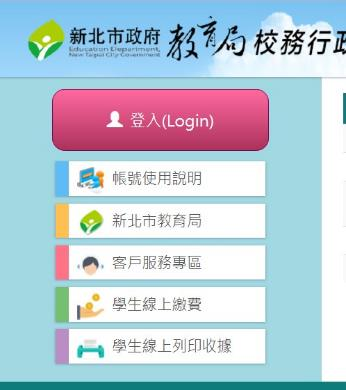 新北市政府 教育局 校務行政
Education Department,
New Taipei City Government
登入(Login)
帳號使用說明
新北市教育局
客戶服務專區
學生線上繳費
學生線上列印收據